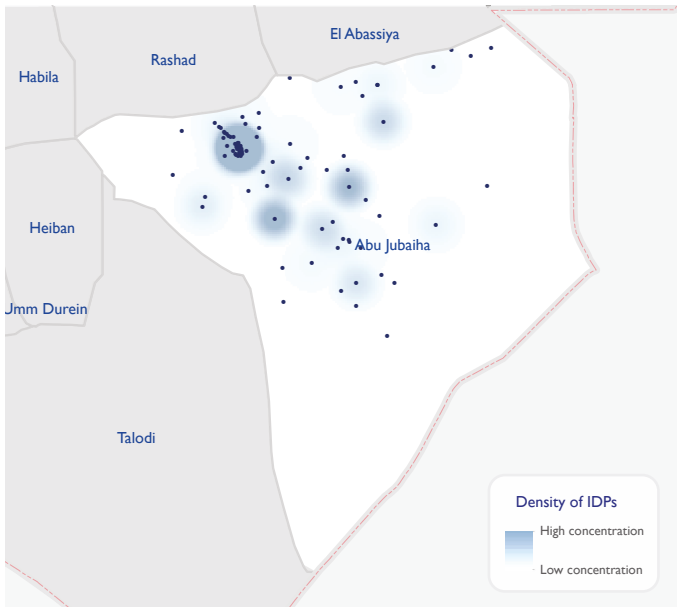 El Abassiya
Rashad
Habila
Heiban
Abu Jubaiha
Umm Durein
Talodi
Density of IDPs
High concentration
Low concentration